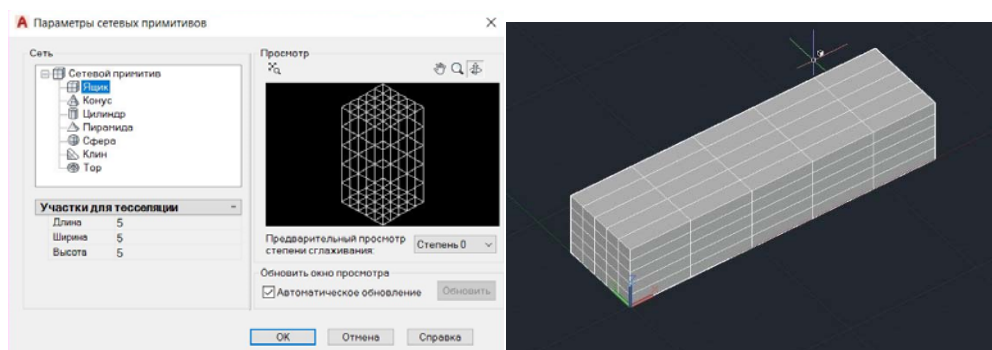 Параметры сетевых примитивов
Сеть
Сетевой примитив
Ящик
Конус
Цилиндр
Пирамида
Сфера
Клин
Тор
Участки для тесселяции
Длина 5
Ширина 5
Высота 5
Просмотр
Предварительный просмотр
степени сглаживания:
Степень 0
Обновить окно просмотра
Автоматическое обновление
Обновить
ОК
Отмена
Справка